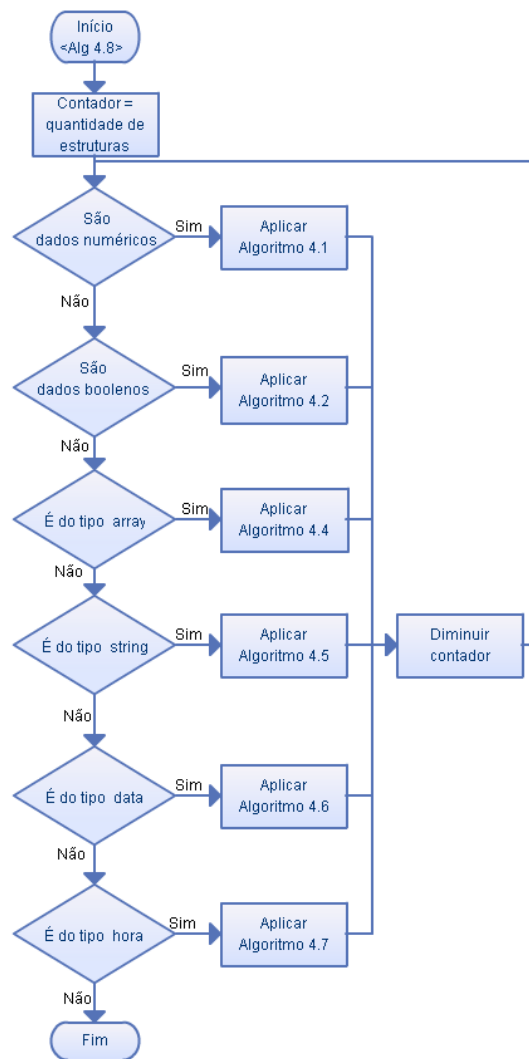 Início
<Alg 4.8>
Contador =
quantidade de
estruturas
São
dados numéricos
Sim
Aplicar
Algoritmo 4.1
Não
São
dados boolenos
Sim
Aplicar
Algoritmo 4.2
Não
É do tipo array
Sim
Aplicar
Algoritmo 4.4
Não
É do tipo string
Sim
Aplicar
Algoritmo 4.5
Diminuir
contador
Não
É do tipo data
Sim
Aplicar
Algoritmo 4.6
Não
É do tipo hora
Sim
Aplicar
Algoritmo 4.7
Não
Fim